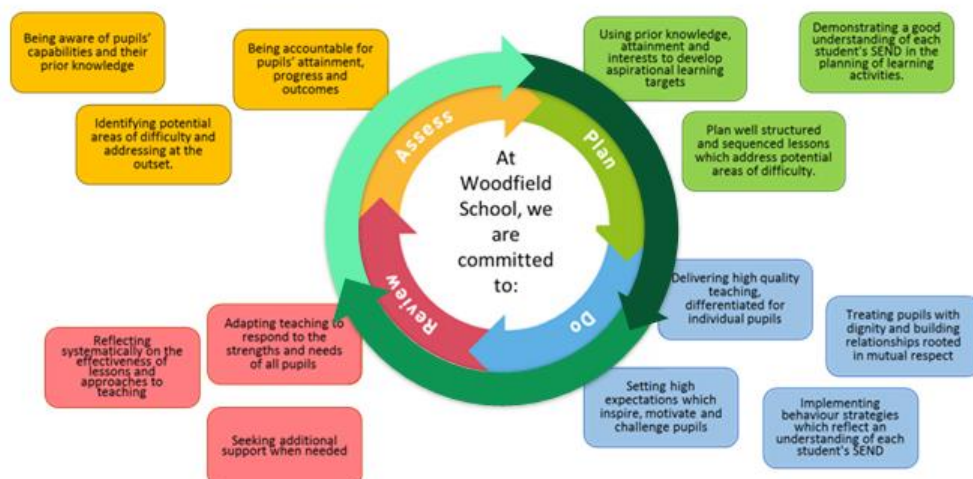 Being aware of pupils'
capabilities and their
prior knowledge
Being accountable for
pupils' attainment,
progress and
outcomes
Identifying potential
areas of difficulty and
addressing at the
outset.
Using prior knowledge,
attainment and
interests to develop
aspirational learning
targets
Demonstrating a good
understanding of each
student's SEND in the
planning of learning
activities.
Plan well structured
and sequenced lessons
which address potential
areas of difficulty.
Assess
Plan
At
Woodfield
School, we
are
committed
to:
Review
Do
Delivering high quality
teaching,
differentiated for
individual pupils
Treating pupils with
dignity and building
relationships rooted
in mutual respect
Setting high
expectations which
inspire, motivate and
challenge pupils
Implementing
behaviour strategies
which reflect an
understanding of each
student's SEND
Reflecting
systematically on the
effectiveness of
lessons and
approaches to
teaching
Adapting teaching to
respond to the
strengths and needs
of all pupils
Seeking additional
support when needed